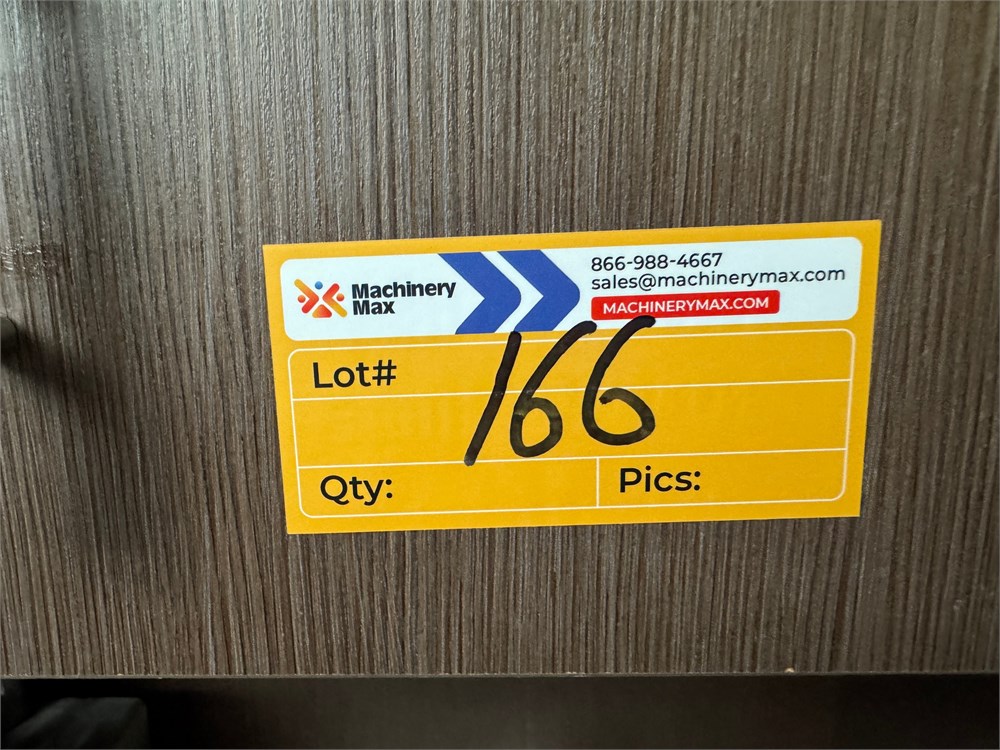 Machinery
Max
866-988-4667
sales@machinerymax.com
MACHINERYMAX.COM
Lot#
166
Qty:
Pics: